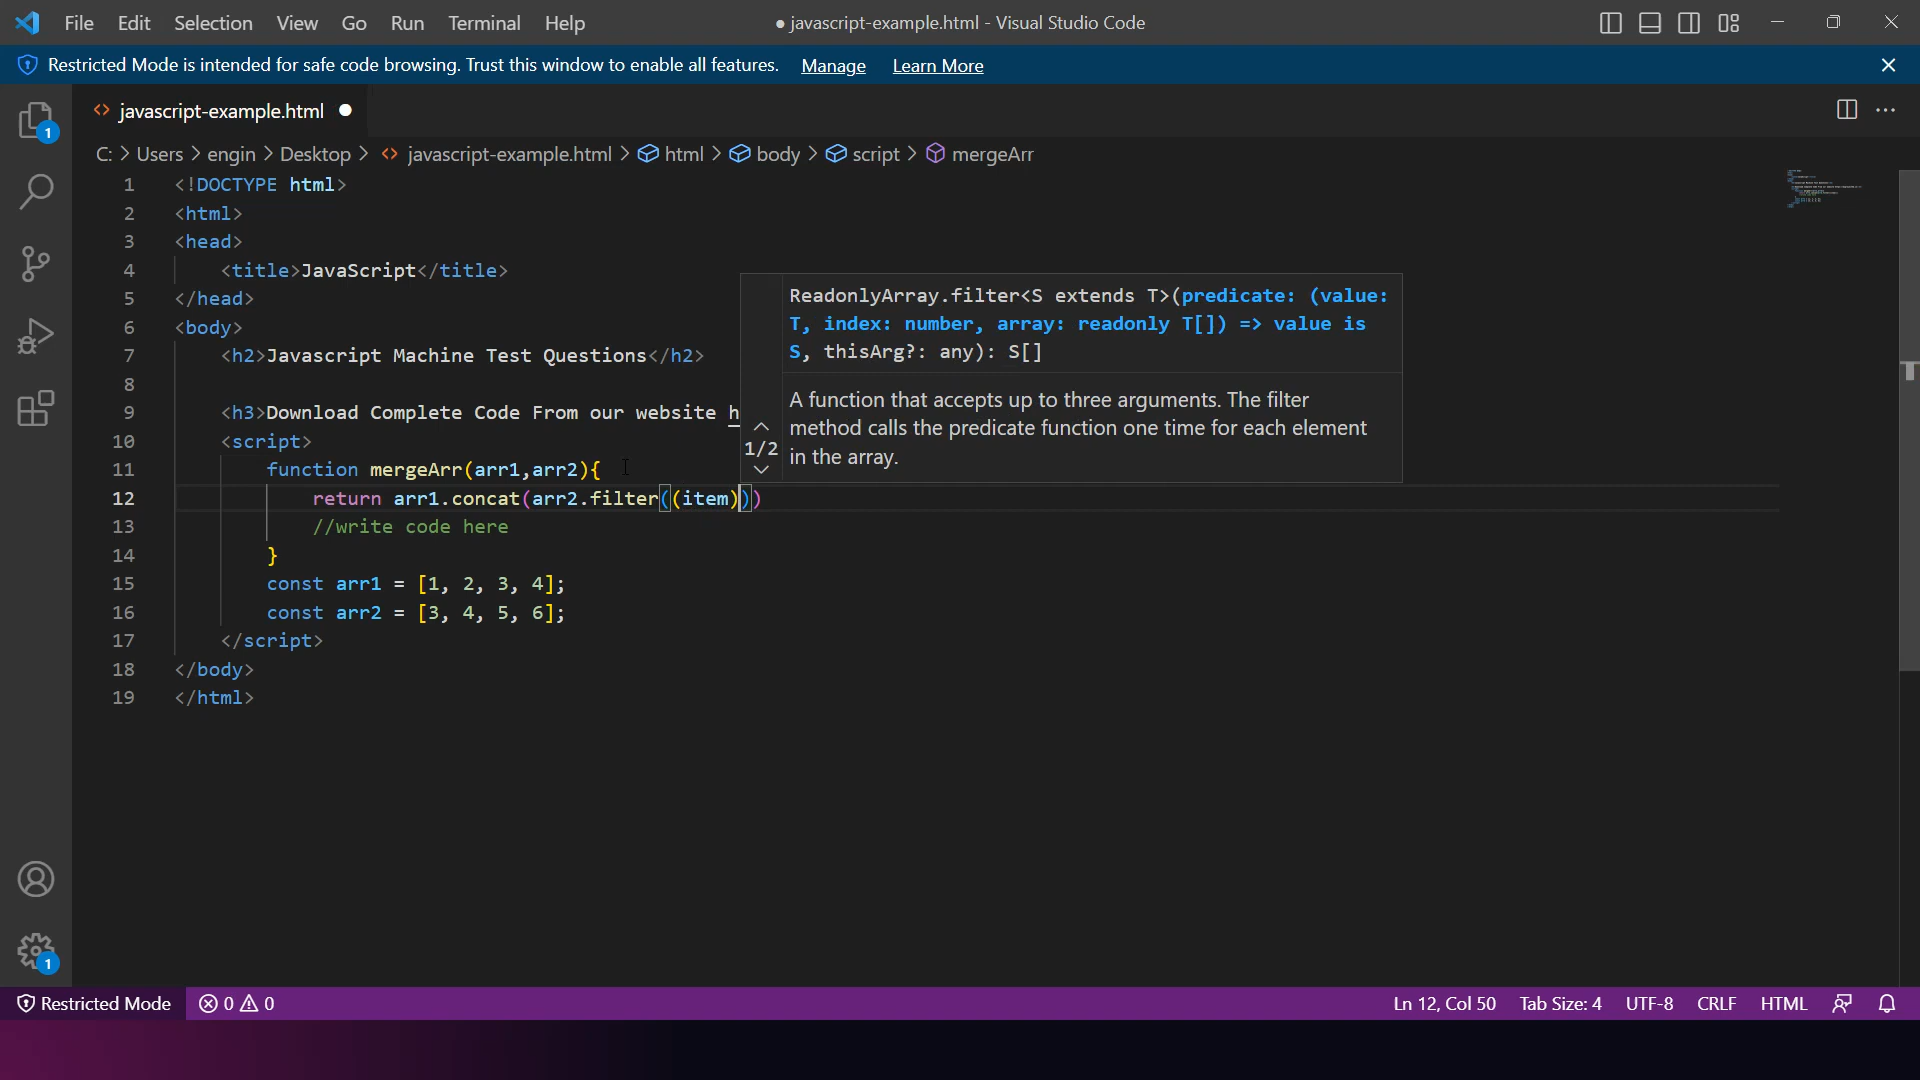 File Edit Selection View Go Run Terminal Help ● javascript-example.html - Visual Studio Code
Restricted Mode is intended for safe code browsing. Trust this window to enable all features. Manage Learn More
<> javascript-example.html ●
1
C: > Users > engin > Desktop > <> javascript-example.html > html > body > script > mergeArr
1 <!DOCTYPE html>
2 <html>
3 <head>
4 <title>JavaScript</title>
5 </head>
6 <body>
7 <h2>Javascript Machine Test Questions</h2>
8
9 <h3>Download Complete Code From our website h
10 <script>
11 function mergeArr(arr1,arr2){
12 return arr1.concat(arr2.filter((item)))
13 //write code here
14 }
15 const arr1 = [1, 2, 3, 4];
16 const arr2 = [3, 4, 5, 6];
17 </script>
18 </body>
19 </html>
ReadonlyArray.filter<S extends T>(predicate: (value:
T, index: number, array: readonly T[]) => value is
S, thisArg?: any): S[]
A function that accepts up to three arguments. The filter
method calls the predicate function one time for each element
in the array.
1/2
1
Restricted Mode 0 0 Ln 12, Col 50 Tab Size: 4 UTF-8 CRLF HTML